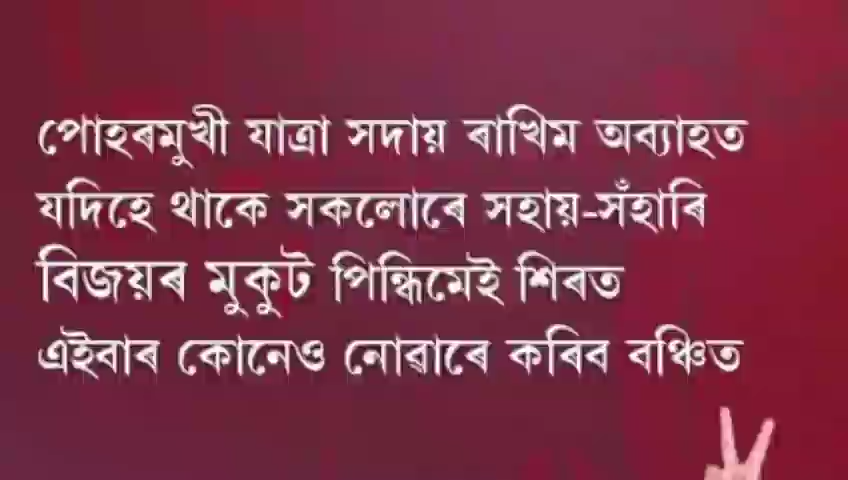 পোহৰমুখী যাত্ৰা সদায় ৰাখিম অব্যাহত
যদিহে থাকে সকলোৰে সহায়-সঁহাৰি
বিজয়ৰ মুকুট পিন্ধিমেই শিৰত
এইবাৰ কোনেও নোৱাৰে কৰিব বঞ্চিত